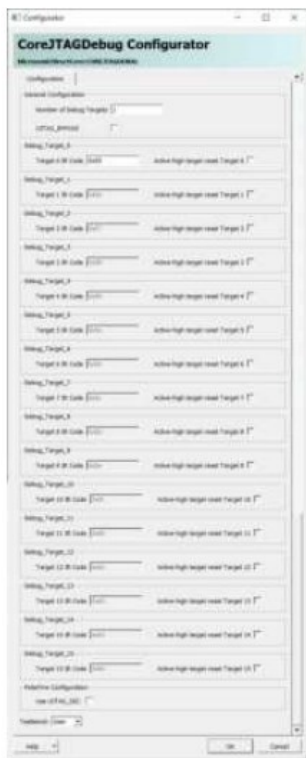 Configurator
CoreJTAGDebug Configurator
Configuration
General Configuration
Number of Debug Targets:
UJTAG_BYPASS
Debug_Target_0
Target 0 IR Code: Active-high target reset Target 0
Debug_Target_1
Target 1 IR Code: Active-high target reset Target 1
Debug_Target_2
Target 2 IR Code: Active-high target reset Target 2
Debug_Target_3
Target 3 IR Code: Active-high target reset Target 3
Debug_Target_4
Target 4 IR Code: Active-high target reset Target 4
Debug_Target_5
Target 5 IR Code: Active-high target reset Target 5
Debug_Target_6
Target 6 IR Code: Active-high target reset Target 6
Debug_Target_7
Target 7 IR Code: Active-high target reset Target 7
Debug_Target_8
Target 8 IR Code: Active-high target reset Target 8
Debug_Target_9
Target 9 IR Code: Active-high target reset Target 9
Debug_Target_10
Target 10 IR Code: Active-high target reset Target 10
Debug_Target_11
Target 11 IR Code: Active-high target reset Target 11
Debug_Target_12
Target 12 IR Code: Active-high target reset Target 12
Debug_Target_13
Target 13 IR Code: Active-high target reset Target 13
Debug_Target_14
Target 14 IR Code: Active-high target reset Target 14
Debug_Target_15
Target 15 IR Code: Active-high target reset Target 15
PolarFire Configuration
Use UJTAG_SEC
Testbench: User
Help OK Cancel